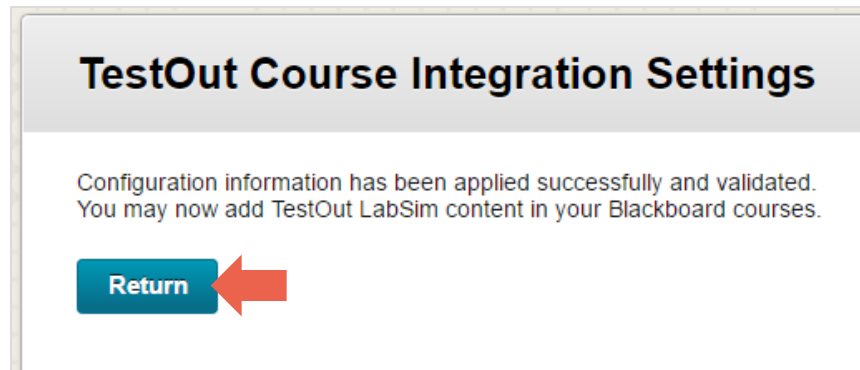 TestOut Course Integration Settings
Configuration information has been applied successfully and validated.
You may now add TestOut LabSim content in your Blackboard courses.
Return